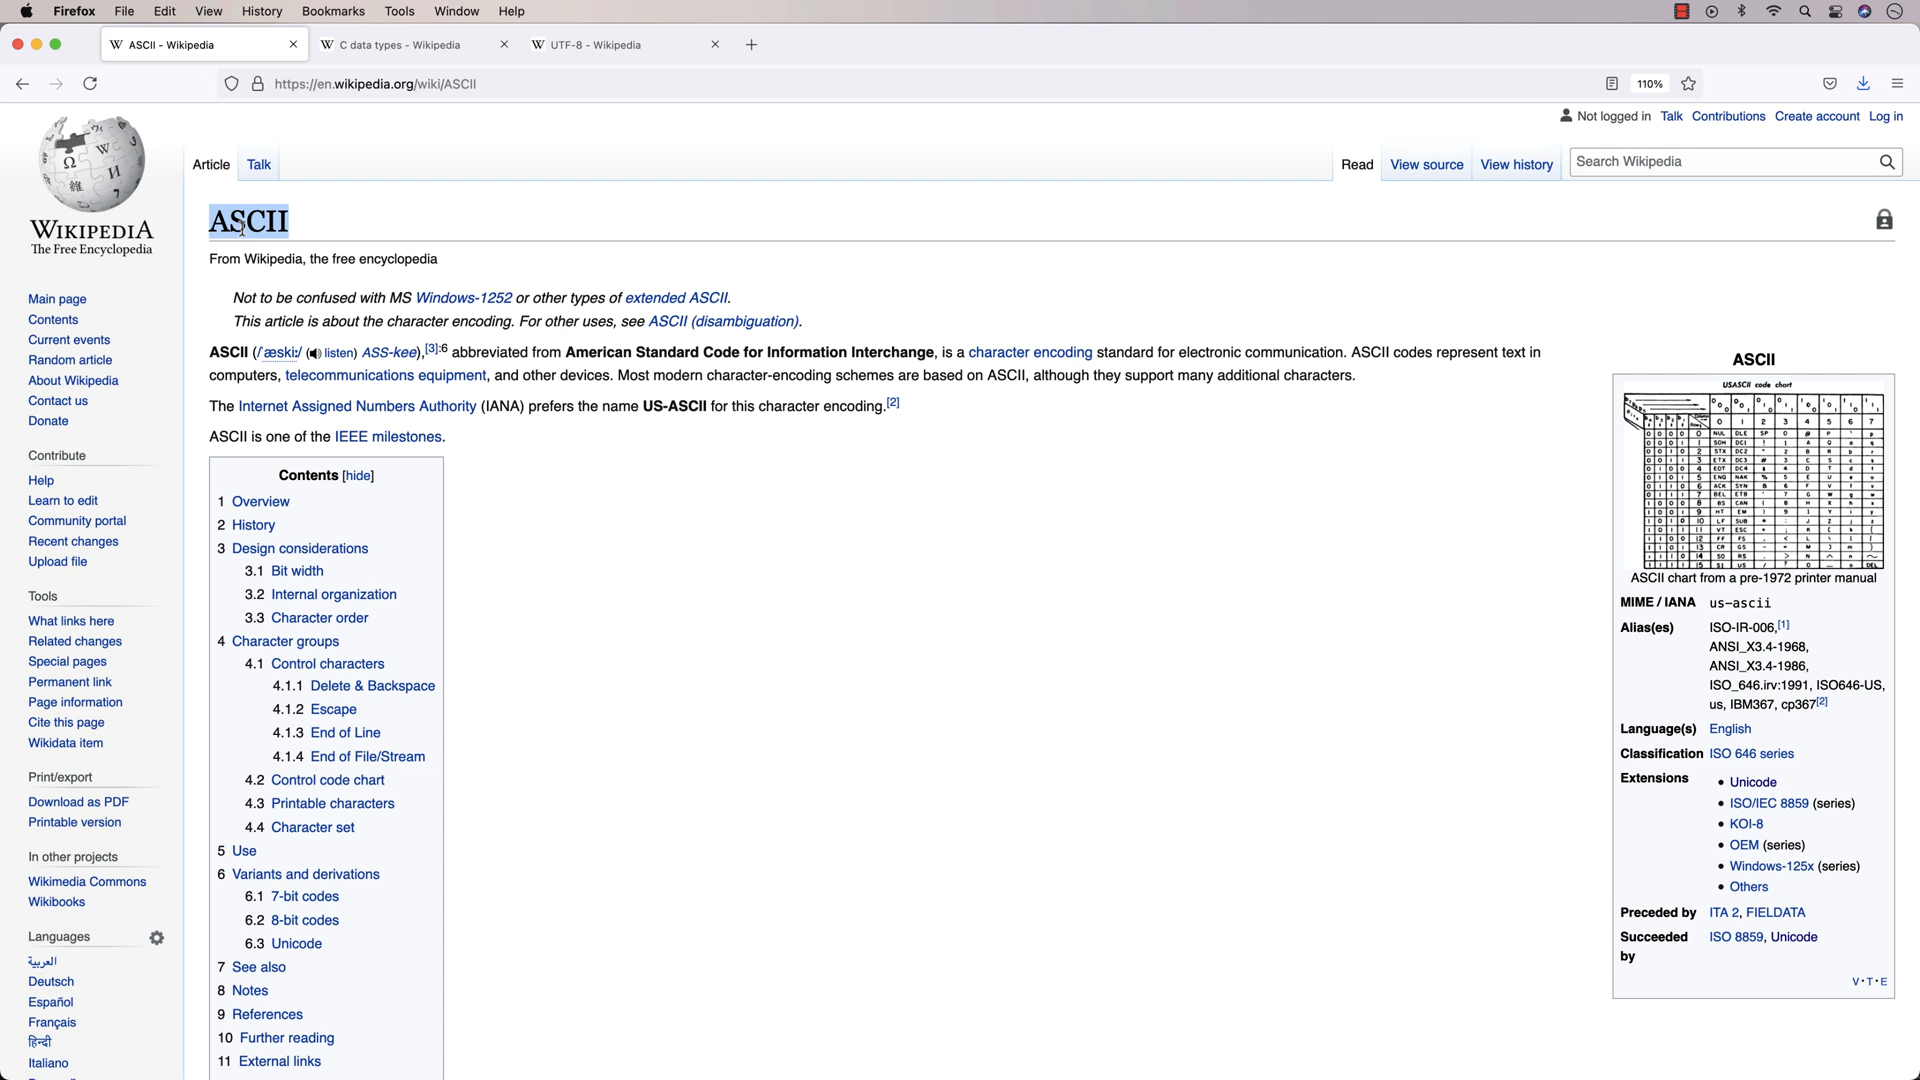 Firefox File Edit View History Bookmarks Tools Window Help
ASCII - Wikipedia
C data types - Wikipedia
UTF-8 - Wikipedia
https://en.wikipedia.org/wiki/ASCII
110%
Not logged in Talk Contributions Create account Log in
Article Talk
Read View source View history
Search Wikipedia
WIKIPEDIA
The Free Encyclopedia
Main page
Contents
Current events
Random article
About Wikipedia
Contact us
Donate
Contribute
Help
Learn to edit
Community portal
Recent changes
Upload file
Tools
What links here
Related changes
Special pages
Permanent link
Page information
Cite this page
Wikidata item
Print/export
Download as PDF
Printable version
In other projects
Wikimedia Commons
Wikibooks
Languages
العربية
Deutsch
Español
Français
हिन्दी
Italiano
ASCII
From Wikipedia, the free encyclopedia
Not to be confused with MS Windows-1252 or other types of extended ASCII.
This article is about the character encoding. For other uses, see ASCII (disambiguation).
ASCII (/ˈæskiː/ (listen) ASS-kee),[3]:6 abbreviated from American Standard Code for Information Interchange, is a character encoding standard for electronic communication. ASCII codes represent text in
computers, telecommunications equipment, and other devices. Most modern character-encoding schemes are based on ASCII, although they support many additional characters.
The Internet Assigned Numbers Authority (IANA) prefers the name US-ASCII for this character encoding.[2]
ASCII is one of the IEEE milestones.
Contents [hide]
1 Overview
2 History
3 Design considerations
3.1 Bit width
3.2 Internal organization
3.3 Character order
4 Character groups
4.1 Control characters
4.1.1 Delete & Backspace
4.1.2 Escape
4.1.3 End of Line
4.1.4 End of File/Stream
4.2 Control code chart
4.3 Printable characters
4.4 Character set
5 Use
6 Variants and derivations
6.1 7-bit codes
6.2 8-bit codes
6.3 Unicode
7 See also
8 Notes
9 References
10 Further reading
11 External links
ASCII
USASCII code chart
ASCII chart from a pre-1972 printer manual
MIME / IANA us-ascii
Alias(es) ISO-IR-006,[1]
ANSI_X3.4-1968,
ANSI_X3.4-1986,
ISO_646.irv:1991, ISO646-US,
us, IBM367, cp367[2]
Language(s) English
Classification ISO 646 series
Extensions • Unicode
• ISO/IEC 8859 (series)
• KOI-8
• OEM (series)
• Windows-125x (series)
• Others
Preceded by ITA 2, FIELDATA
Succeeded by ISO 8859, Unicode
V·T·E